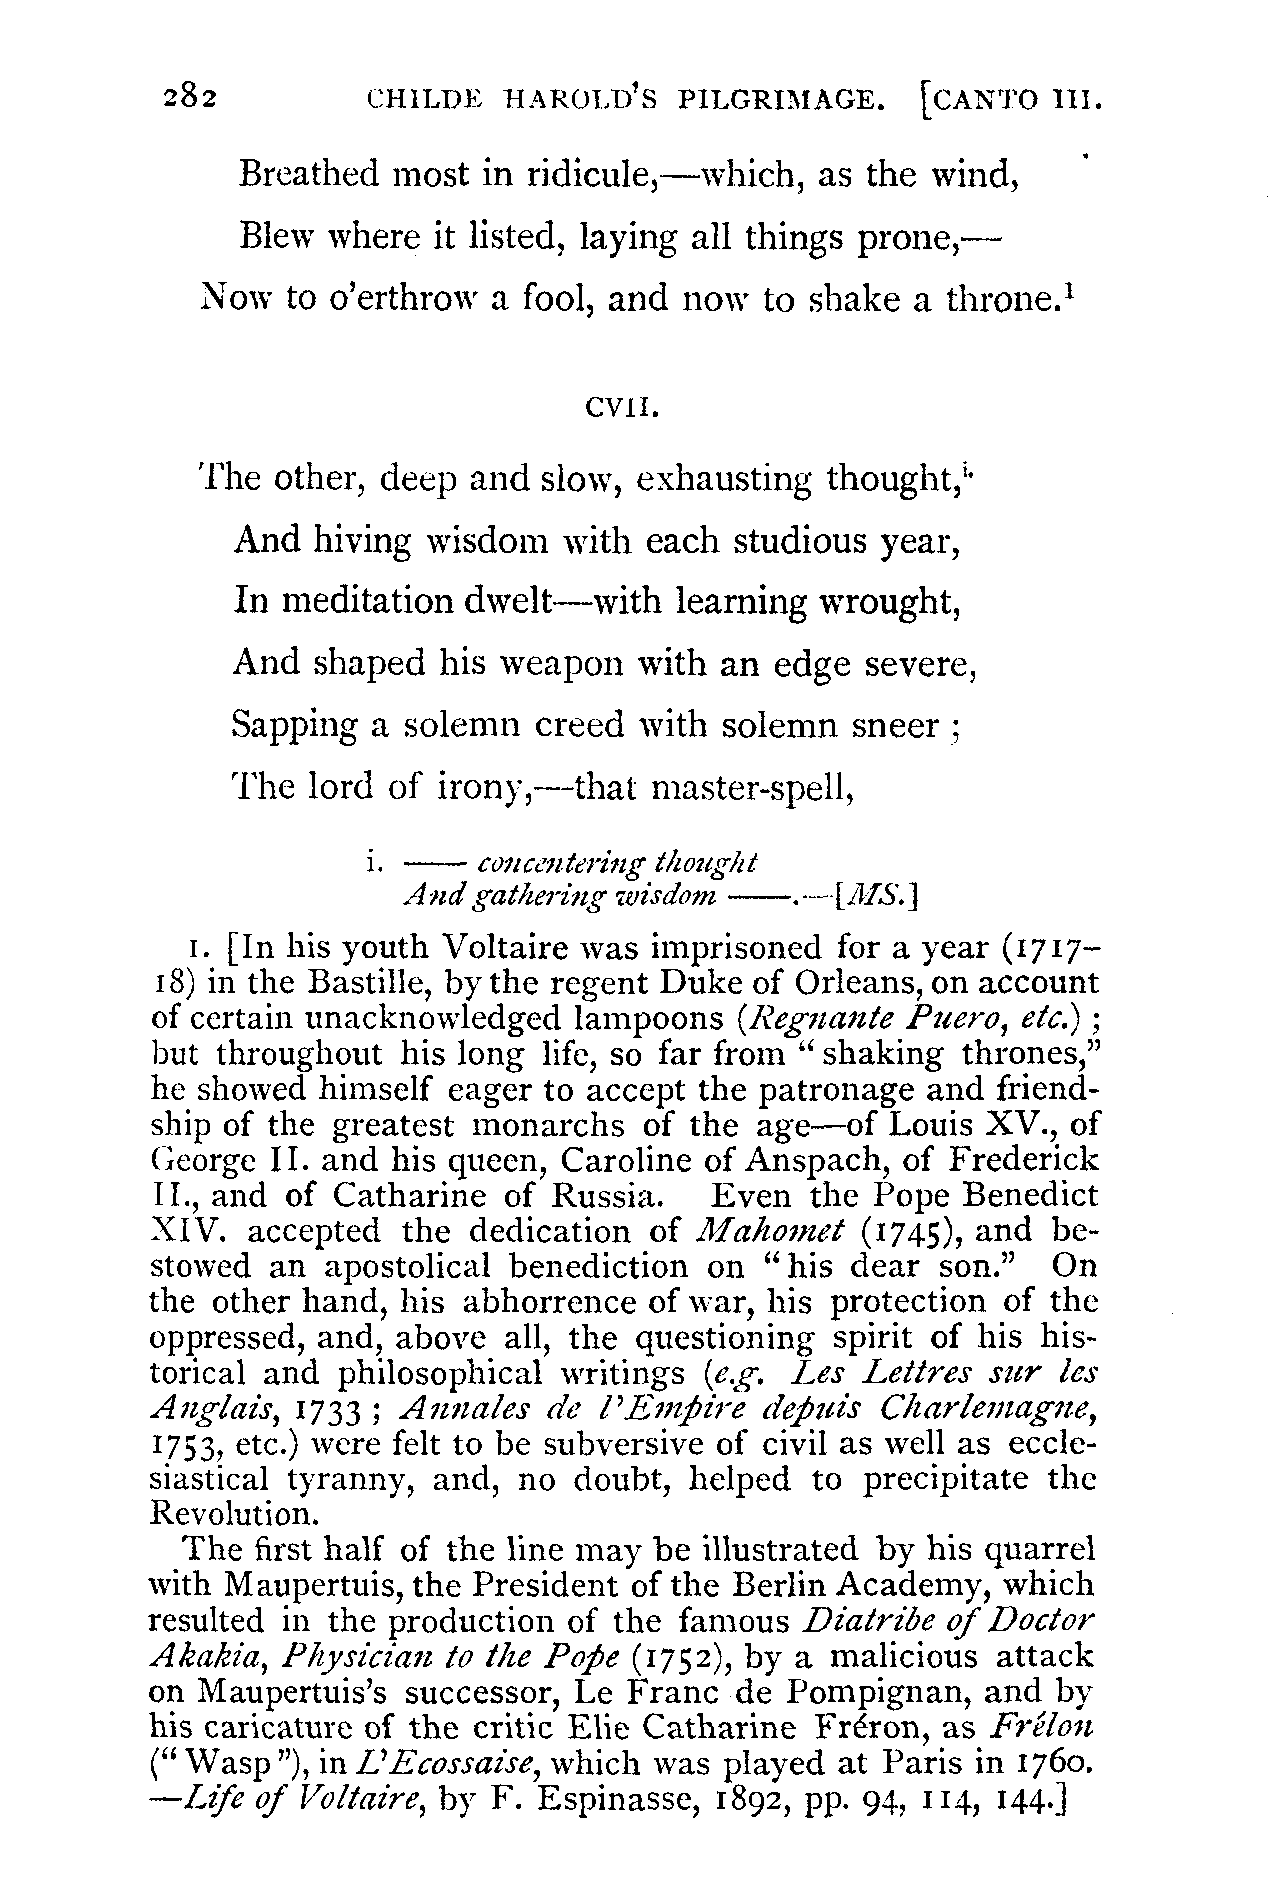 282 CHILDE HAROLD'S PILGRIMAGE. [CANTO III.
Breathed most in ridicule,—which, as the wind,
Blew where it listed, laying all things prone,—
Now to o'erthrow a fool, and now to shake a throne.¹
CVII.
The other, deep and slow, exhausting thought,ⁱ·
And hiving wisdom with each studious year,
In meditation dwelt—with learning wrought,
And shaped his weapon with an edge severe,
Sapping a solemn creed with solemn sneer ;
The lord of irony,—that master-spell,
i. —— concentering thought
And gathering wisdom ——.—[MS.]
1. [In his youth Voltaire was imprisoned for a year (1717–
18) in the Bastille, by the regent Duke of Orleans, on account
of certain unacknowledged lampoons (Regnante Puero, etc.) ;
but throughout his long life, so far from "shaking thrones,"
he showed himself eager to accept the patronage and friend-
ship of the greatest monarchs of the age—of Louis XV., of
George II. and his queen, Caroline of Anspach, of Frederick
II., and of Catharine of Russia. Even the Pope Benedict
XIV. accepted the dedication of Mahomet (1745), and be-
stowed an apostolical benediction on "his dear son." On
the other hand, his abhorrence of war, his protection of the
oppressed, and, above all, the questioning spirit of his his-
torical and philosophical writings (e.g. Les Lettres sur les
Anglais, 1733 ; Annales de l'Empire depuis Charlemagne,
1753, etc.) were felt to be subversive of civil as well as eccle-
siastical tyranny, and, no doubt, helped to precipitate the
Revolution.
The first half of the line may be illustrated by his quarrel
with Maupertuis, the President of the Berlin Academy, which
resulted in the production of the famous Diatribe of Doctor
Akakia, Physician to the Pope (1752), by a malicious attack
on Maupertuis's successor, Le Franc de Pompignan, and by
his caricature of the critic Elie Catharine Fréron, as Frélon
("Wasp"), in L'Ecossaise, which was played at Paris in 1760.
—Life of Voltaire, by F. Espinasse, 1892, pp. 94, 114, 144.]